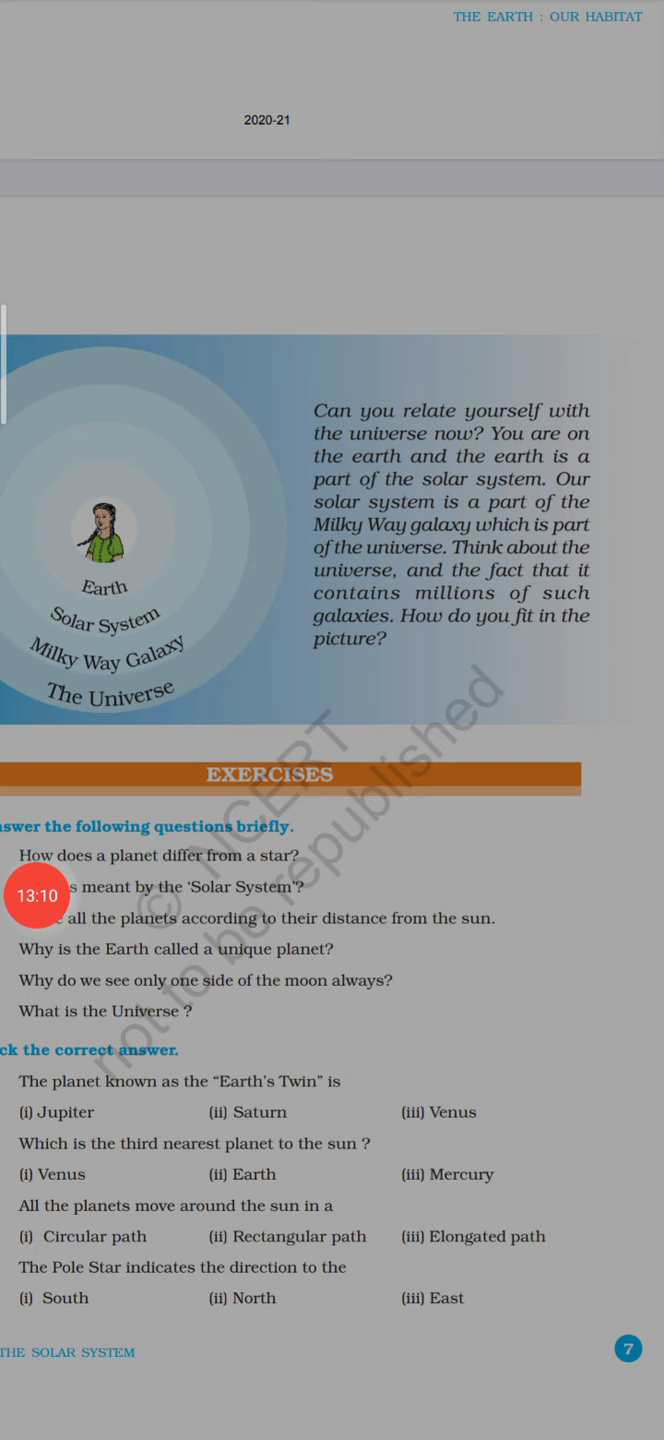 THE EARTH : OUR HABITAT
2020-21
Can you relate yourself with
the universe now? You are on
the earth and the earth is a
part of the solar system. Our
solar system is a part of the
Milky Way galaxy which is part
of the universe. Think about the
universe, and the fact that it
contains millions of such
galaxies. How do you fit in the
picture?
Earth
Solar System
Milky Way Galaxy
The Universe
© NCERT
not to be republished
EXERCISES
nswer the following questions briefly.
How does a planet differ from a star?
13:10
s meant by the ‘Solar System’?
all the planets according to their distance from the sun.
Why is the Earth called a unique planet?
Why do we see only one side of the moon always?
What is the Universe ?
ck the correct answer.
The planet known as the “Earth’s Twin” is
(i) Jupiter (ii) Saturn (iii) Venus
Which is the third nearest planet to the sun ?
(i) Venus (ii) Earth (iii) Mercury
All the planets move around the sun in a
(i) Circular path (ii) Rectangular path (iii) Elongated path
The Pole Star indicates the direction to the
(i) South (ii) North (iii) East
THE SOLAR SYSTEM
7